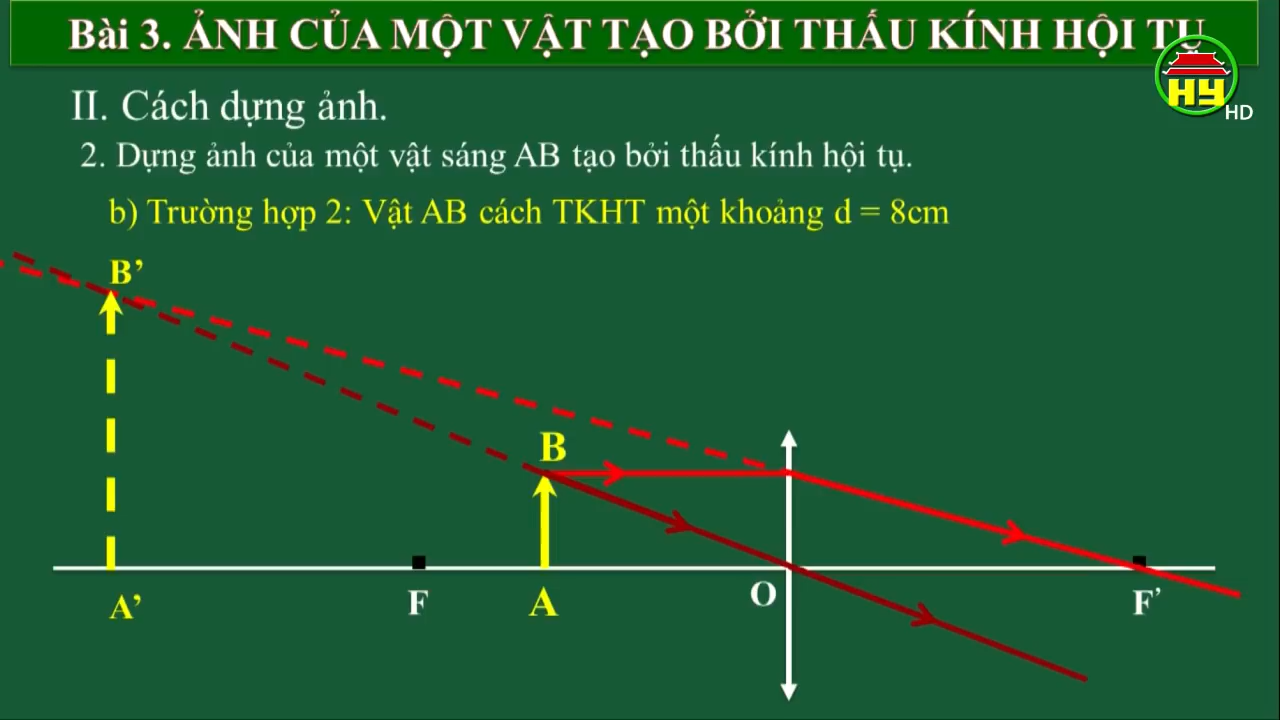 Bài 3. ẢNH CỦA MỘT VẬT TẠO BỞI THẤU KÍNH HỘI TỤ
HY
HD
II. Cách dựng ảnh.
2. Dựng ảnh của một vật sáng AB tạo bởi thấu kính hội tụ.
b) Trường hợp 2: Vật AB cách TKHT một khoảng d = 8cm
B’
B
A’
F
A
O
F’